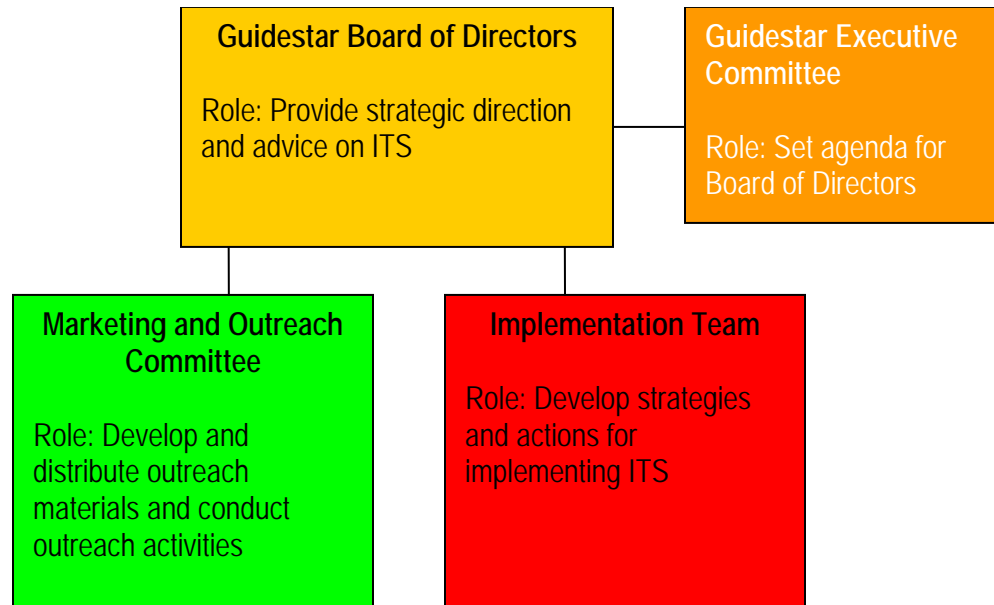 Guidestar Board of Directors
Role: Provide strategic direction
and advice on ITS
Guidestar Executive
Committee
Role: Set agenda for
Board of Directors
Marketing and Outreach
Committee
Role: Develop and
distribute outreach
materials and conduct
outreach activities
Implementation Team
Role: Develop strategies
and actions for
implementing ITS